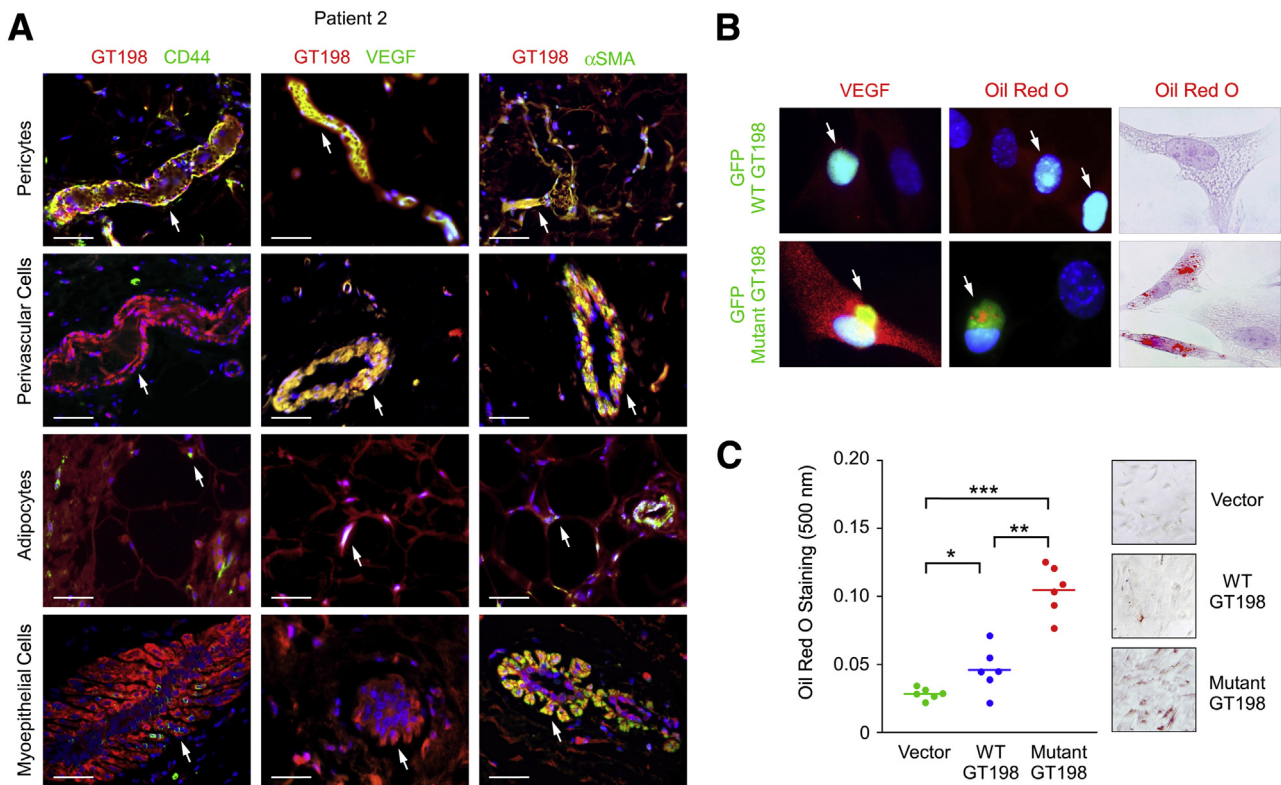 A
Patient 2
GT198 CD44
GT198 VEGF
GT198 αSMA
Pericytes
Perivascular Cells
Adipocytes
Myoepithelial Cells
B
VEGF
Oil Red O
Oil Red O
GFP
WT GT198
GFP
Mutant GT198
C
Oil Red O Staining (500 nm)
0.20
0.15
0.10
0.05
0
***
**
*
Vector
WT
GT198
Mutant
GT198
Vector
WT
GT198
Mutant
GT198